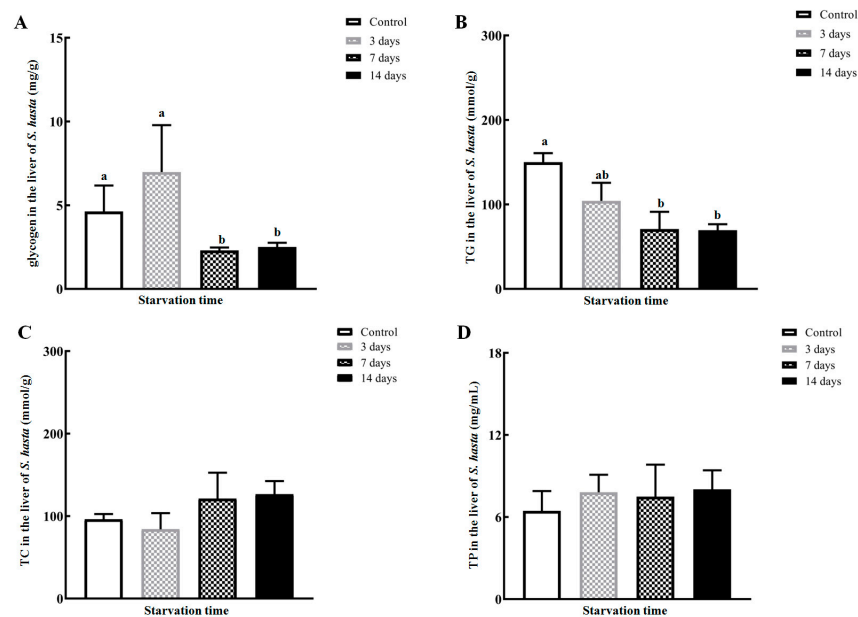 A
Control
3 days
7 days
14 days
glycogen in the liver of S. hasta (mg/g)
15
10
5
0
a
a
b
b
Starvation time
B
Control
3 days
7 days
14 days
TG in the liver of S. hasta (mmol/g)
300
200
100
0
a
ab
b
b
Starvation time
C
Control
3 days
7 days
14 days
TC in the liver of S. hasta (mmol/g)
300
200
100
0
Starvation time
D
Control
3 days
7 days
14 days
TP in the liver of S. hasta (mg/mL)
18
12
6
0
Starvation time